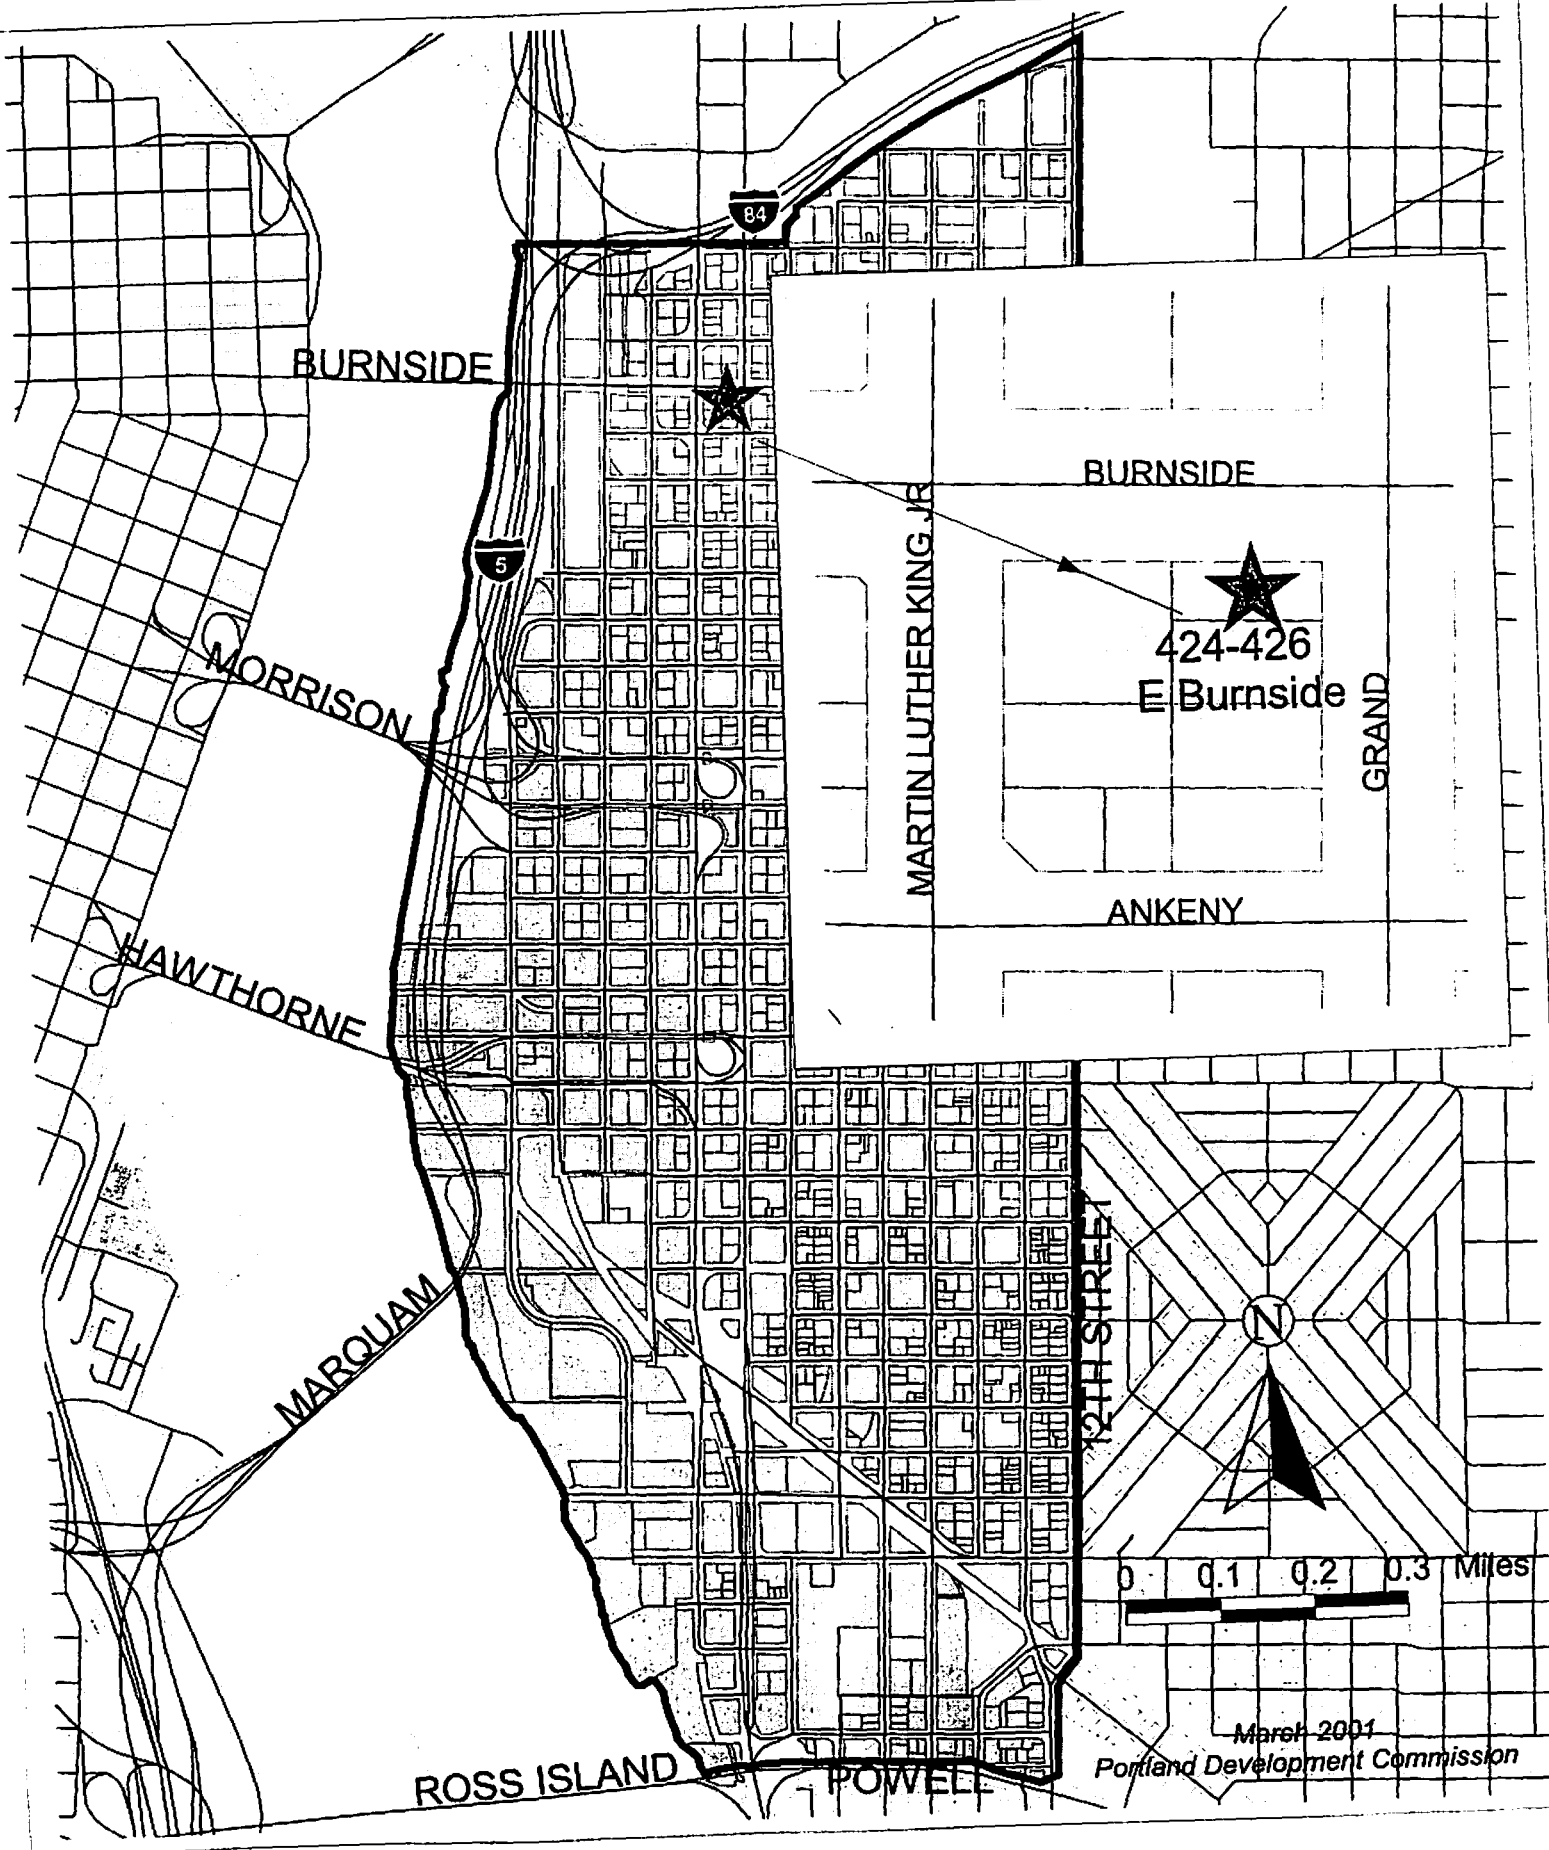 84
BURNSIDE
BURNSIDE
MARTIN LUTHER KING JR
5
424-426
E Burnside
GRAND
MORRISON
ANKENY
HAWTHORNE
12TH STREET
MARQUAM
N
0 0.1 0.2 0.3 Miles
March 2001
Portland Development Commission
ROSS ISLAND
POWELL